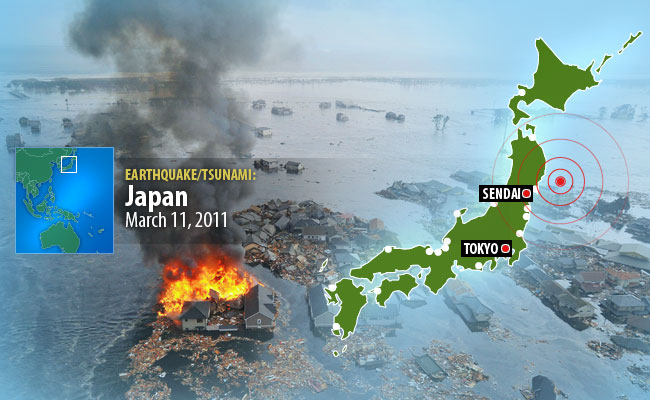 EARTHQUAKE/TSUNAMI:
Japan
March 11, 2011
SENDAI
TOKYO